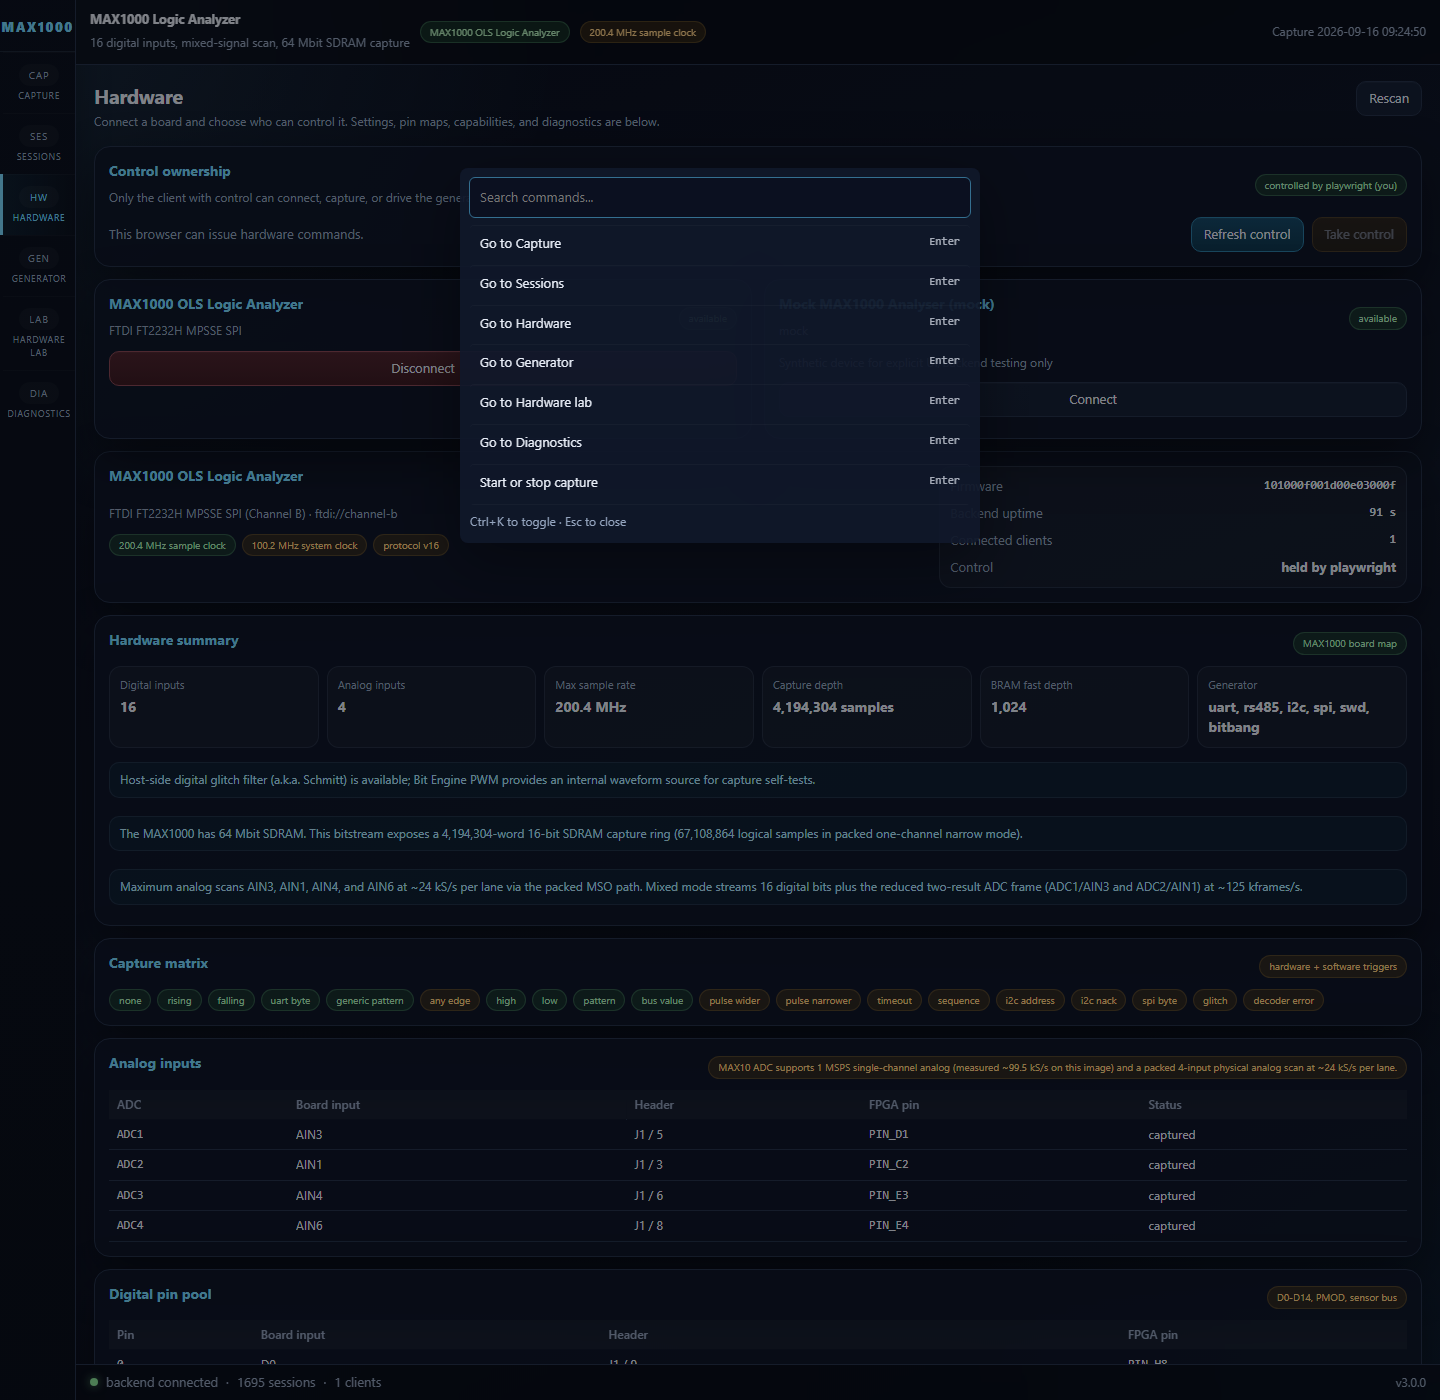 MAX1000
MAX1000 Logic Analyzer
16 digital inputs, mixed-signal scan, 64 Mbit SDRAM capture
MAX1000 OLS Logic Analyzer
200.4 MHz sample clock
Capture 2026-09-16 09:24:50
CAP
CAPTURE
SES
SESSIONS
HW
HARDWARE
GEN
GENERATOR
LAB
HARDWARE
LAB
DIA
DIAGNOSTICS
Hardware
Connect a board and choose who can control it. Settings, pin maps, capabilities, and diagnostics are below.
Rescan
Control ownership
Only the client with control can connect, capture, or drive the gene
controlled by playwright (you)
This browser can issue hardware commands.
Refresh control
Take control
Search commands...
Go to Capture Enter
Go to Sessions Enter
Go to Hardware Enter
Go to Generator Enter
Go to Hardware lab Enter
Go to Diagnostics Enter
Start or stop capture Enter
Ctrl+K to toggle · Esc to close
MAX1000 OLS Logic Analyzer
FTDI FT2232H MPSSE SPI
available
Disconnect
Mock MAX1000 Analyser (mock)
available
testing only
Connect
MAX1000 OLS Logic Analyzer
FTDI FT2232H MPSSE SPI (Channel B) · ftdi://channel-b
200.4 MHz sample clock
100.2 MHz system clock
protocol v16
101000f001d00e03000f
Backend uptime 91 s
Connected clients 1
Control held by playwright
Hardware summary
MAX1000 board map
Digital inputs
16
Analog inputs
4
Max sample rate
200.4 MHz
Capture depth
4,194,304 samples
BRAM fast depth
1,024
Generator
uart, rs485, i2c, spi, swd,
bitbang
Host-side digital glitch filter (a.k.a. Schmitt) is available; Bit Engine PWM provides an internal waveform source for capture self-tests.
The MAX1000 has 64 Mbit SDRAM. This bitstream exposes a 4,194,304-word 16-bit SDRAM capture ring (67,108,864 logical samples in packed one-channel narrow mode).
Maximum analog scans AIN3, AIN1, AIN4, and AIN6 at ~24 kS/s per lane via the packed MSO path. Mixed mode streams 16 digital bits plus the reduced two-result ADC frame (ADC1/AIN3 and ADC2/AIN1) at ~125 kframes/s.
Capture matrix
hardware + software triggers
none rising falling uart byte generic pattern any edge high low pattern bus value pulse wider pulse narrower timeout sequence i2c address i2c nack spi byte glitch decoder error
Analog inputs
MAX10 ADC supports 1 MSPS single-channel analog (measured ~99.5 kS/s on this image) and a packed 4-input physical analog scan at ~24 kS/s per lane.
ADC Board input Header FPGA pin Status
ADC1 AIN3 J1 / 5 PIN_D1 captured
ADC2 AIN1 J1 / 3 PIN_C2 captured
ADC3 AIN4 J1 / 6 PIN_E3 captured
ADC4 AIN6 J1 / 8 PIN_E4 captured
Digital pin pool
D0-D14, PMOD, sensor bus
Pin Board input Header FPGA pin
0 D0 J1 / 9 PIN_H8
backend connected · 1695 sessions · 1 clients
v3.0.0